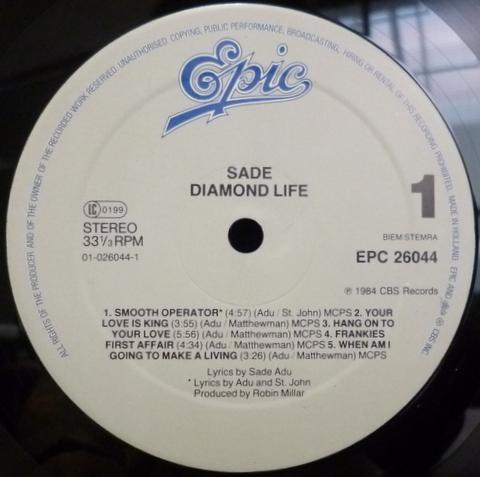 ALL RIGHTS OF THE PRODUCER AND OF THE OWNER OF THE RECORDED WORK RESERVED. UNAUTHORISED COPYING, PUBLIC PERFORMANCE, BROADCASTING, HIRING OR RENTAL OF THIS RECORDING PROHIBITED. MADE IN HOLLAND. EPIC AND CBS INC.
Epic
SADE
DIAMOND LIFE
1
LC 0199
STEREO
33⅓ RPM
01-026044-1
BIEM/STEMRA
EPC 26044
℗ 1984 CBS Records
1. SMOOTH OPERATOR* (4:57) (Adu / St. John) MCPS 2. YOUR
LOVE IS KING (3:55) (Adu / Matthewman) MCPS 3. HANG ON TO
YOUR LOVE (5:56) (Adu / Matthewman) MCPS 4. FRANKIES
FIRST AFFAIR (4:34) (Adu / Matthewman) MCPS 5. WHEN AM I
GOING TO MAKE A LIVING (3:26) (Adu / Matthewman) MCPS
Lyrics by Sade Adu
* Lyrics by Adu and St. John
Produced by Robin Millar